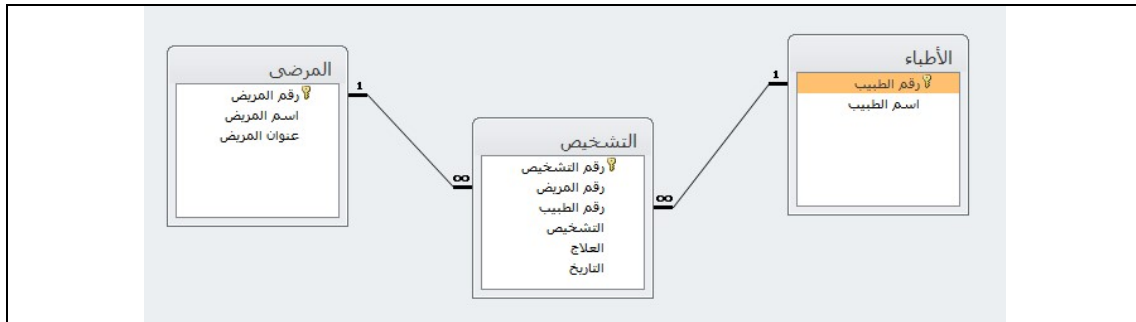 الأطباء
رقم الطبيب
اسم الطبيب
1
المرضى
رقم المريض
اسم المريض
عنوان المريض
1
التشخيص
رقم التشخيص
رقم المريض
رقم الطبيب
التشخيص
العلاج
التاريخ
∞
∞